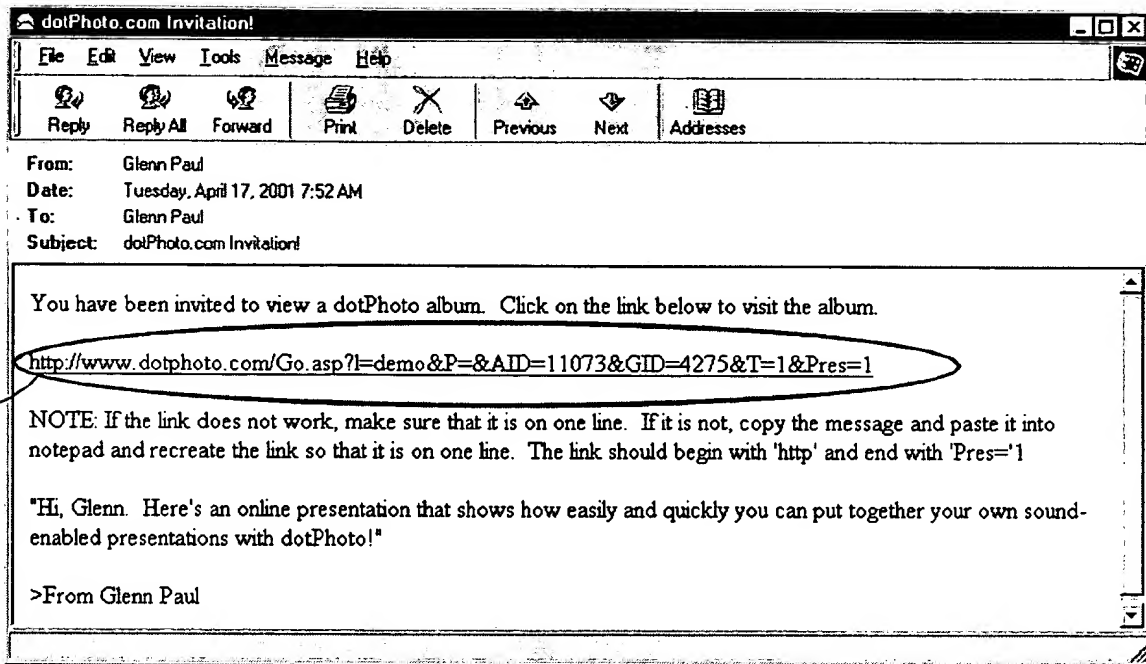 dotPhoto.com Invitation!
File Edit View Tools Message Help
Reply Reply All Forward Print Delete Previous Next Addresses
From: Glenn Paul
Date: Tuesday, April 17, 2001 7:52 AM
To: Glenn Paul
Subject: dotPhoto.com Invitation!
You have been invited to view a dotPhoto album. Click on the link below to visit the album.
http://www.dotphoto.com/Go.asp?l=demo&P=&AID=11073&GID=4275&T=1&Pres=1
NOTE: If the link does not work, make sure that it is on one line. If it is not, copy the message and paste it into
notepad and recreate the link so that it is on one line. The link should begin with 'http' and end with 'Pres='1
"Hi, Glenn. Here's an online presentation that shows how easily and quickly you can put together your own sound-
enabled presentations with dotPhoto!"
>From Glenn Paul